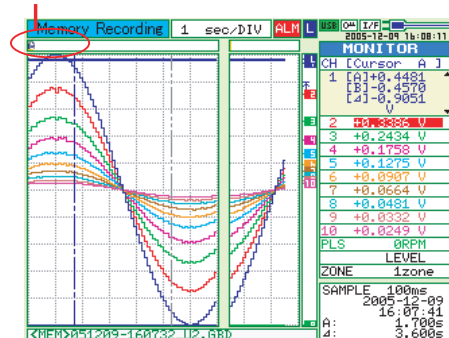 Memory Recording 1 sec/DIV ALM L USB I/F
2005-12-09 16:08:11
MONITOR
CH [Cursor A ]
1 [A]+0.4481
[B]-0.4570
[⊿]-0.9051
V
2 +0.3386 V
3 +0.2434 V
4 +0.1758 V
5 +0.1275 V
6 +0.0907 V
7 +0.0664 V
8 +0.0481 V
9 +0.0332 V
10 +0.0249 V
PLS 0RPM
LEVEL
ZONE 1zone
SAMPLE 100ms
2005-12-09
16:07:41
A: 1.700s
⊿: 3.600s
<MEM>051209-160732_U2.GBD